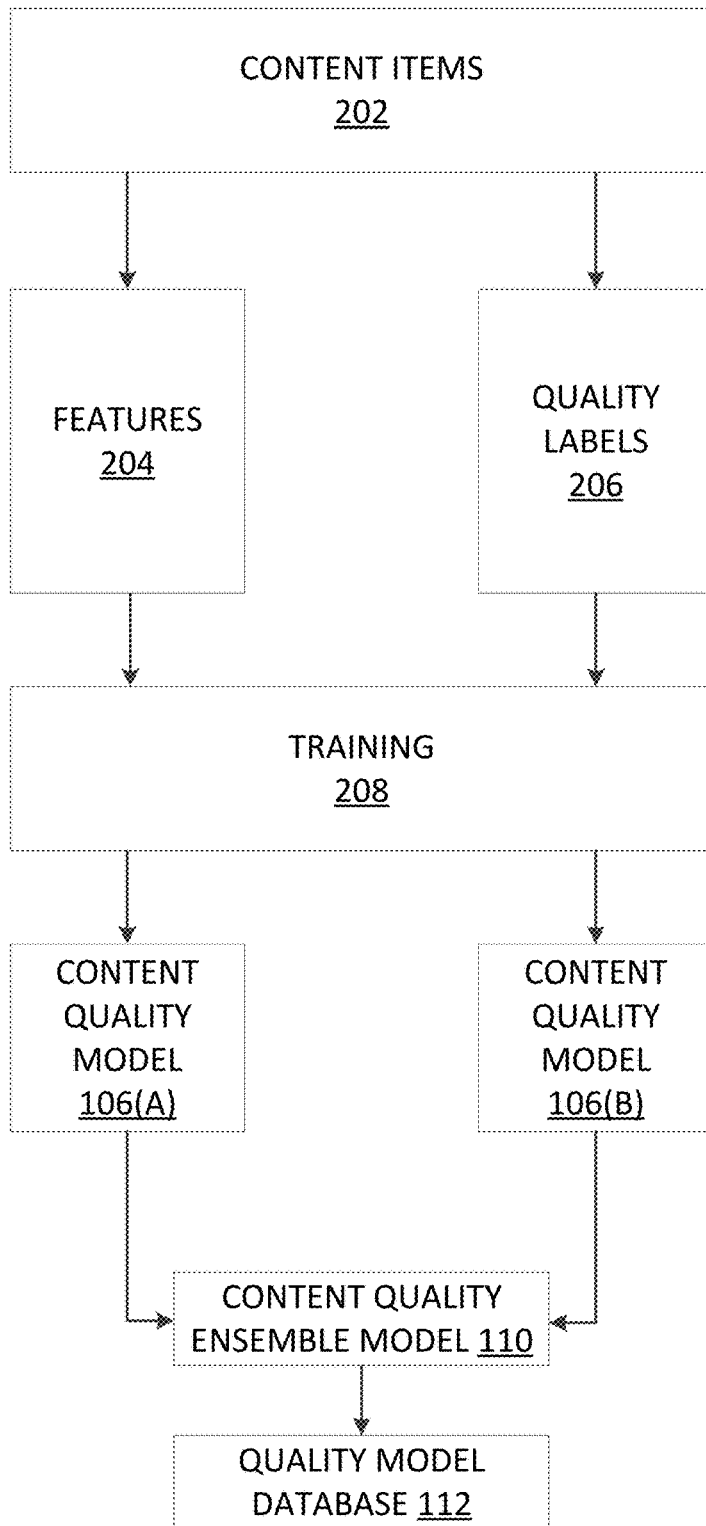 CONTENT ITEMS
202
FEATURES
204
QUALITY
LABELS
206
TRAINING
208
CONTENT
QUALITY
MODEL
106(A)
CONTENT
QUALITY
MODEL
106(B)
CONTENT QUALITY
ENSEMBLE MODEL 110
QUALITY MODEL
DATABASE 112